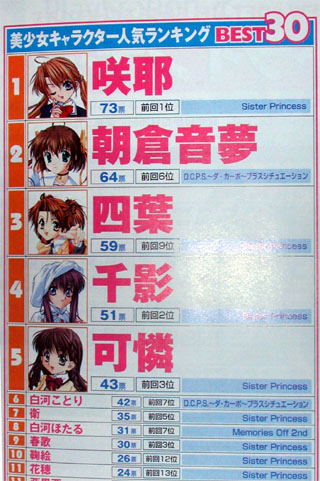 美少女キャラクター人気ランキング BEST30
1 咲耶
73票 前回1位 Sister Princess
2 朝倉音夢
64票 前回6位 D.C.P.S.〜ダ・カーポ〜プラスシチュエーション
3 四葉
59票 前回9位 Princess
4 千影
51票 前回2位 Sister Princess
5 可憐
43票 前回3位 Sister Princess
6 白河ことり 42票 前回7位 D.C.P.S.〜ダ・カーポ〜プラスシチュエーション
7 衛 35票 前回5位 Sister Princess
8 白河ほたる 31票 前回7位 Memories Off 2nd
9 春歌 30票 前回3位 Sister Princess
10 鞠絵 26票 前回12位 Sister Princess
11 花穂 24票 前回13位 Sister Princess